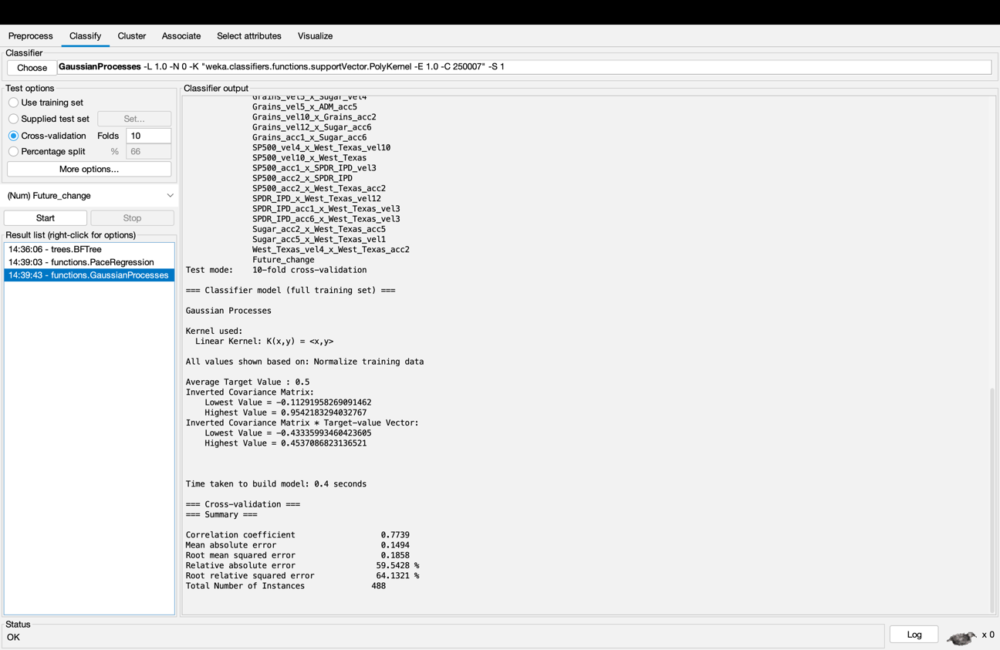 Preprocess Classify Cluster Associate Select attributes Visualize
Classifier
Choose GaussianProcesses -L 1.0 -N 0 -K "weka.classifiers.functions.supportVector.PolyKernel -E 1.0 -C 250007" -S 1
Test options
Use training set
Supplied test set Set...
Cross-validation Folds 10
Percentage split % 66
More options...
(Num) Future_change
Start Stop
Result list (right-click for options)
14:36:06 - trees.BFTree
14:39:03 - functions.PaceRegression
14:39:43 - functions.GaussianProcesses
Classifier output
Grains_vel5_x_Sugar_vel4
Grains_vel5_x_ADM_acc5
Grains_vel10_x_Grains_acc2
Grains_vel12_x_Sugar_acc6
Grains_acc1_x_Sugar_acc6
SP500_vel4_x_West_Texas_vel10
SP500_vel10_x_West_Texas
SP500_acc1_x_SPDR_IPD_vel3
SP500_acc2_x_SPDR_IPD
SP500_acc2_x_West_Texas_acc2
SPDR_IPD_x_West_Texas_vel12
SPDR_IPD_acc1_x_West_Texas_vel3
SPDR_IPD_acc6_x_West_Texas_vel3
Sugar_acc2_x_West_Texas_acc5
Sugar_acc5_x_West_Texas_vel1
West_Texas_vel4_x_West_Texas_acc2
Future_change
Test mode: 10-fold cross-validation
=== Classifier model (full training set) ===
Gaussian Processes
Kernel used:
Linear Kernel: K(x,y) = <x,y>
All values shown based on: Normalize training data
Average Target Value : 0.5
Inverted Covariance Matrix:
Lowest Value = -0.11291958269091462
Highest Value = 0.9542183294032767
Inverted Covariance Matrix * Target-value Vector:
Lowest Value = -0.43335993460423605
Highest Value = 0.4537086823136521
Time taken to build model: 0.4 seconds
=== Cross-validation ===
=== Summary ===
Correlation coefficient 0.7739
Mean absolute error 0.1494
Root mean squared error 0.1858
Relative absolute error 59.5428 %
Root relative squared error 64.1321 %
Total Number of Instances 488
Status
OK
Log x 0